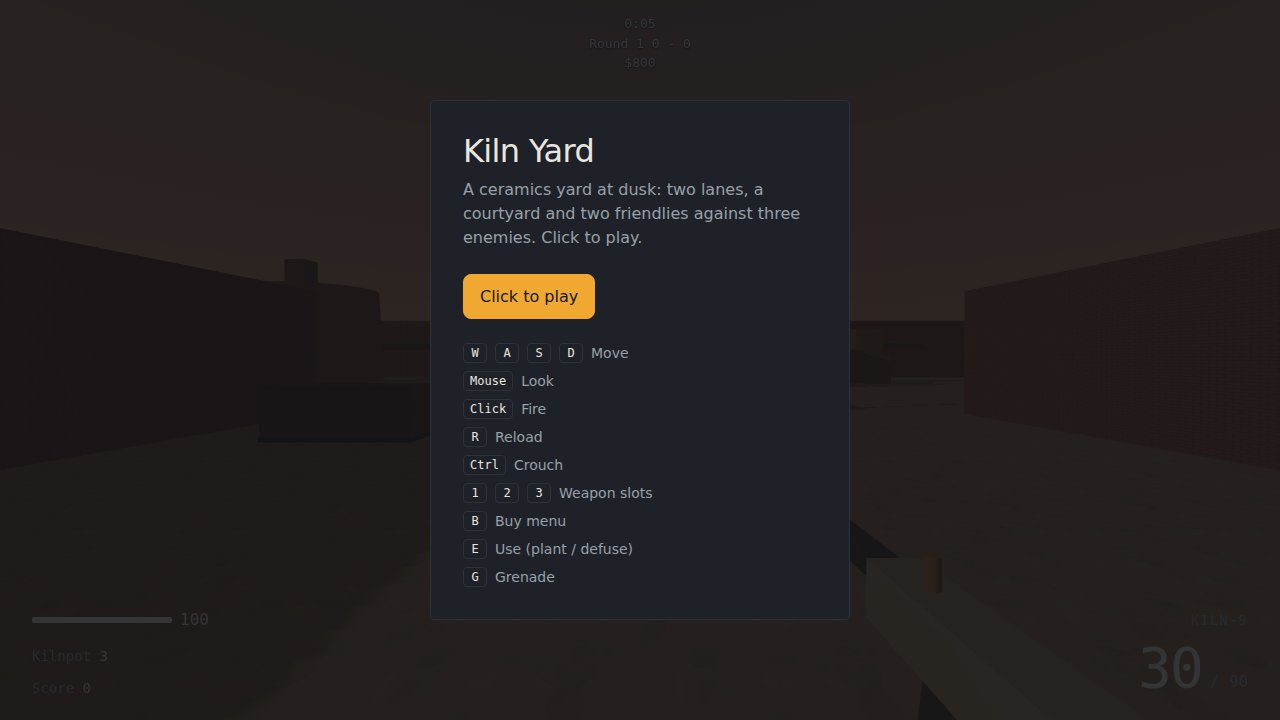 0:05
Round 1 0 - 0
$800
Kiln Yard
A ceramics yard at dusk: two lanes, a
courtyard and two friendlies against three
enemies. Click to play.
Click to play
W A S D Move
Mouse Look
Click Fire
R Reload
Ctrl Crouch
1 2 3 Weapon slots
B Buy menu
E Use (plant / defuse)
G Grenade
100
Kilnpot 3
Score 0
KILN-9
30 / 90